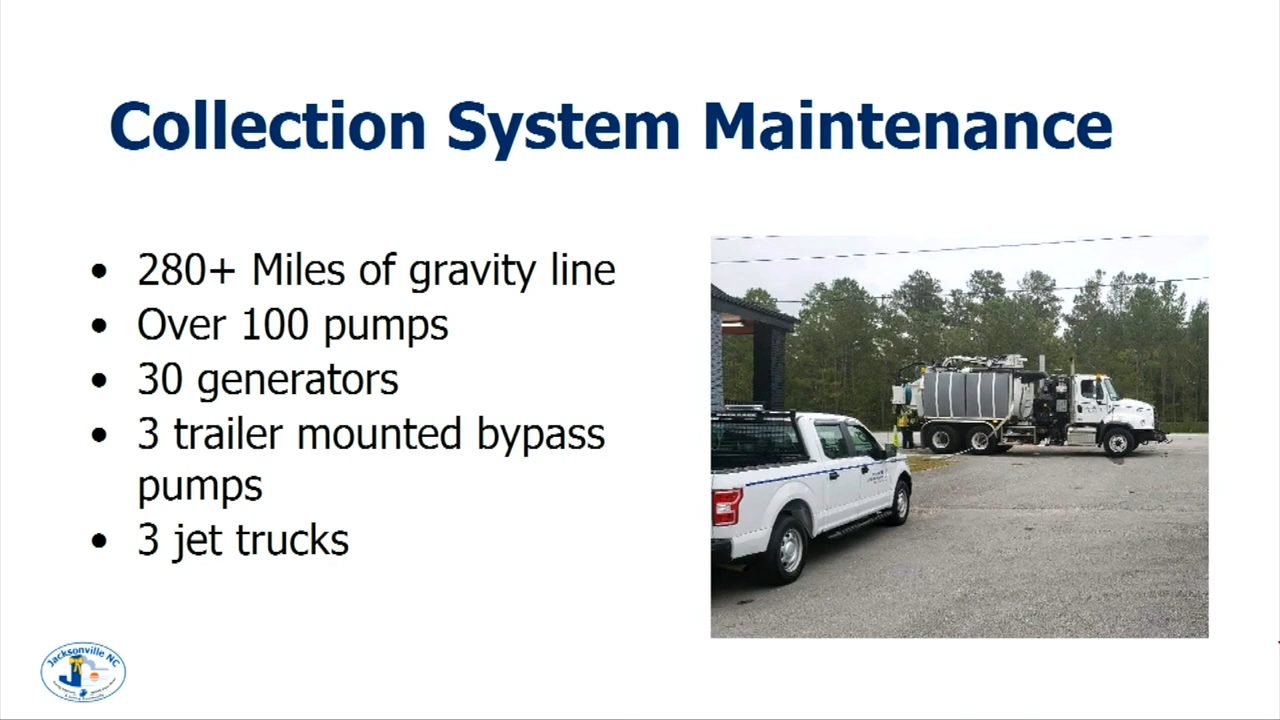 Collection System Maintenance
• 280+ Miles of gravity line
• Over 100 pumps
• 30 generators
• 3 trailer mounted bypass
pumps
• 3 jet trucks
Jacksonville NC